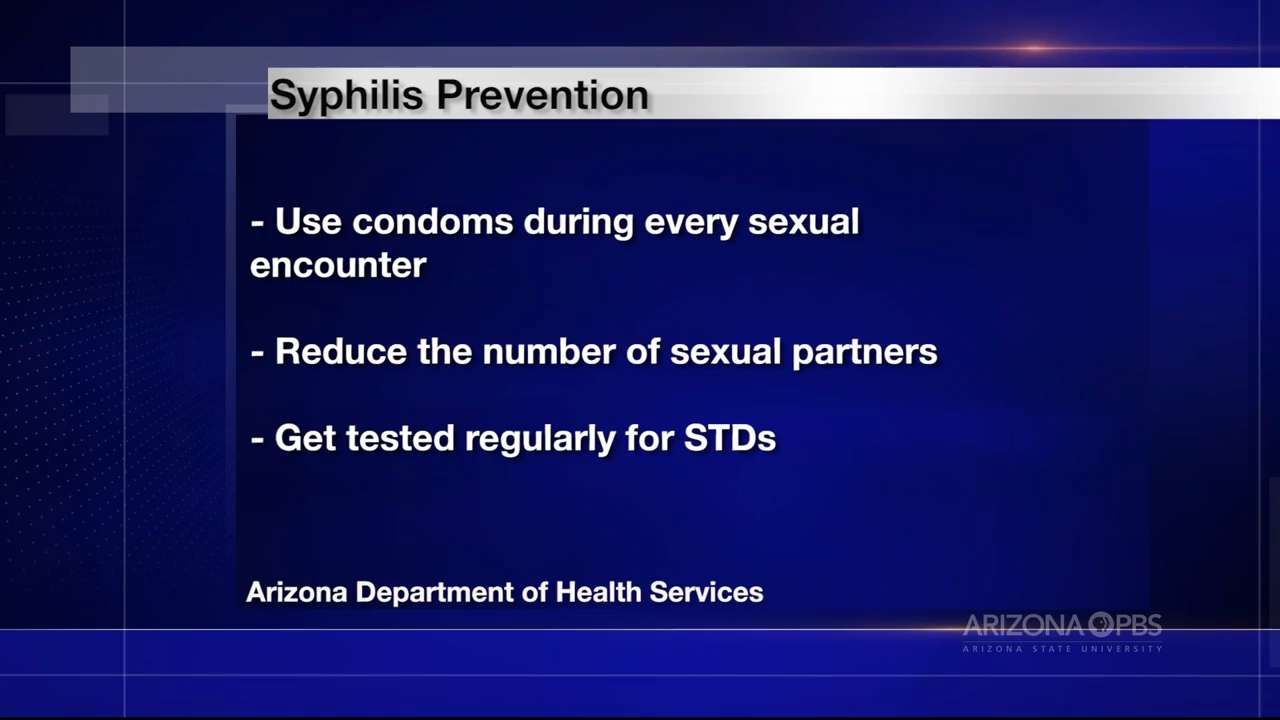 Syphilis Prevention
- Use condoms during every sexual
encounter
- Reduce the number of sexual partners
- Get tested regularly for STDs
Arizona Department of Health Services
ARIZONA PBS
ARIZONA STATE UNIVERSITY